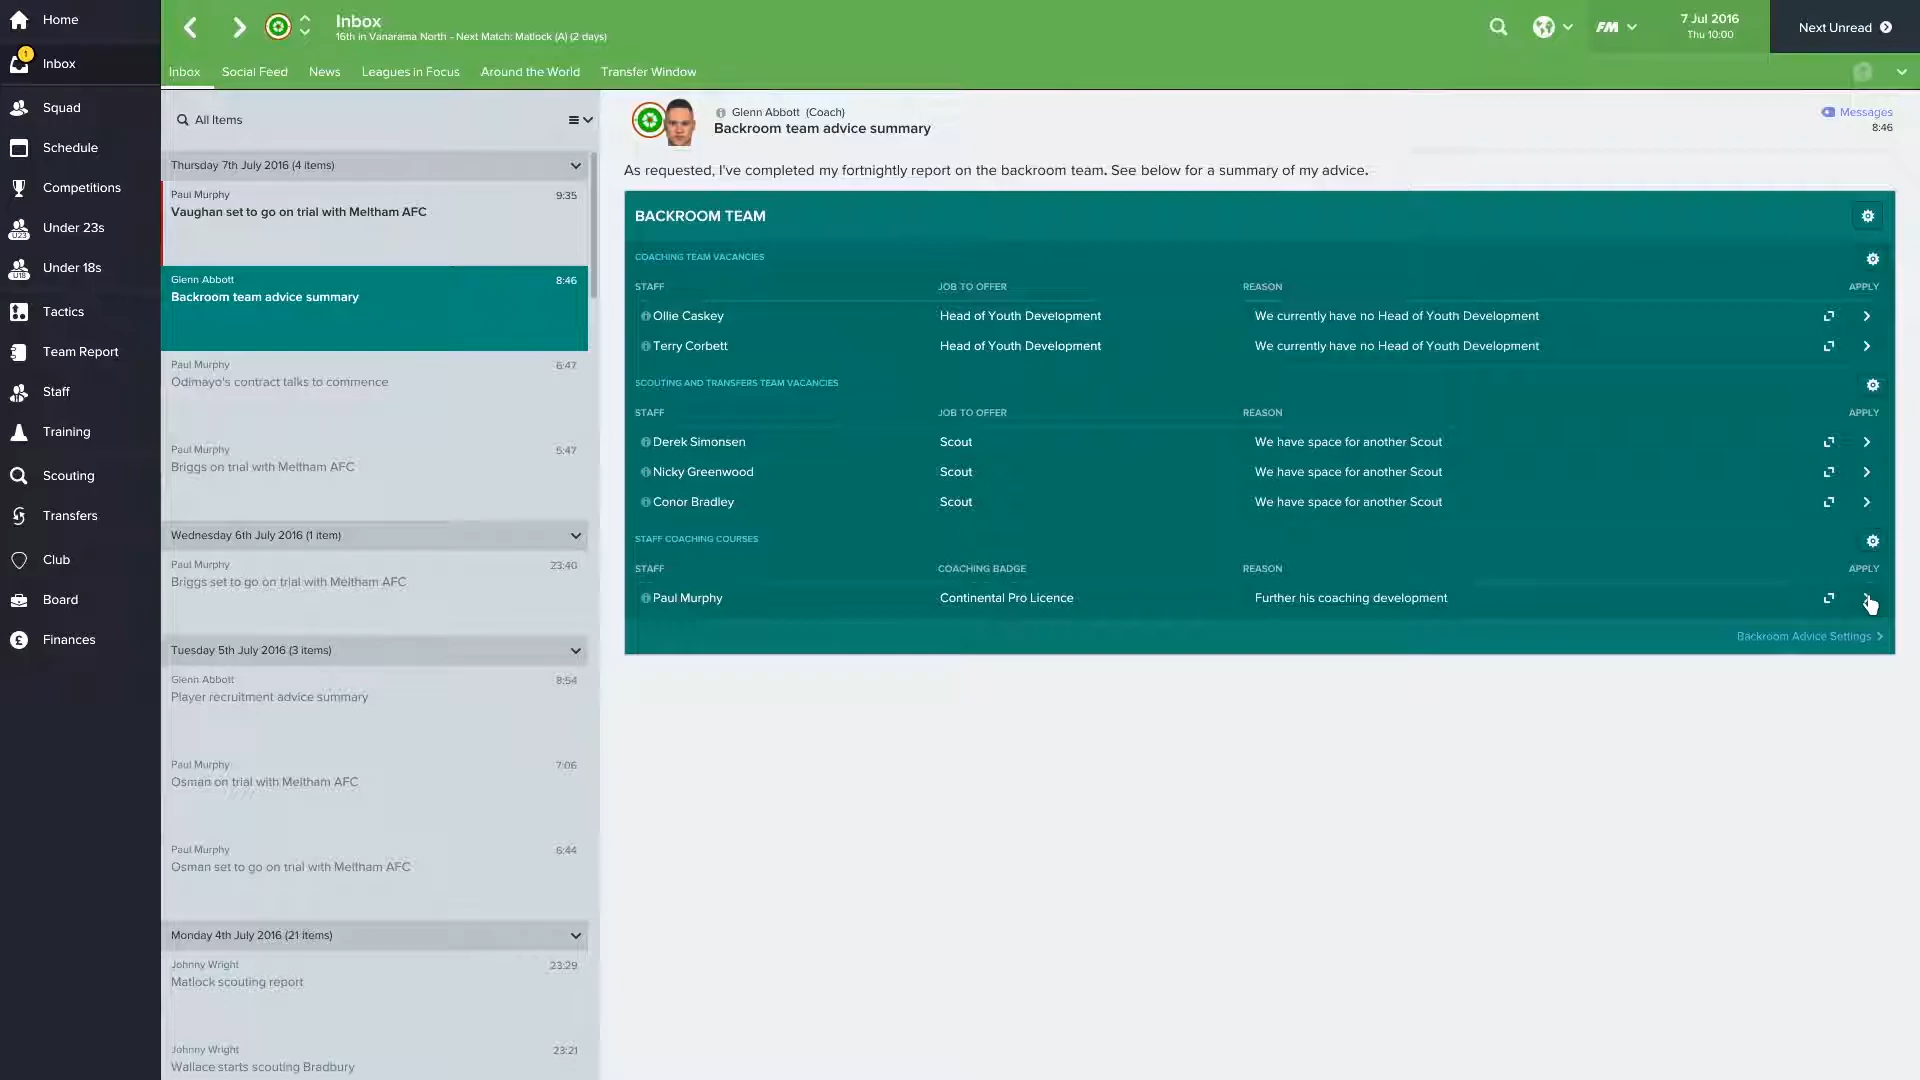 Home
1
Inbox
Squad
Schedule
Competitions
U23
Under 23s
U18
Under 18s
Tactics
Team Report
Staff
Training
Scouting
Transfers
Club
Board
Finances
Inbox
16th in Vanarama North - Next Match: Matlock (A) (2 days)
FM
7 Jul 2016
Thu 10:00
Next Unread
Inbox Social Feed News Leagues in Focus Around the World Transfer Window
All Items
Thursday 7th July 2016 (4 items)
Paul Murphy 9:35
Vaughan set to go on trial with Meltham AFC
Glenn Abbott 8:46
Backroom team advice summary
Paul Murphy 6:47
Odimayo's contract talks to commence
Paul Murphy 5:47
Briggs on trial with Meltham AFC
Wednesday 6th July 2016 (1 item)
Paul Murphy 23:40
Briggs set to go on trial with Meltham AFC
Tuesday 5th July 2016 (3 items)
Glenn Abbott 8:54
Player recruitment advice summary
Paul Murphy 7:06
Osman on trial with Meltham AFC
Paul Murphy 6:44
Osman set to go on trial with Meltham AFC
Monday 4th July 2016 (21 items)
Johnny Wright 23:29
Matlock scouting report
Johnny Wright 23:21
Wallace starts scouting Bradbury
Glenn Abbott (Coach)
Backroom team advice summary
Messages
8:46
As requested, I've completed my fortnightly report on the backroom team. See below for a summary of my advice.
BACKROOM TEAM
COACHING TEAM VACANCIES
STAFF JOB TO OFFER REASON APPLY
Ollie Caskey Head of Youth Development We currently have no Head of Youth Development
Terry Corbett Head of Youth Development We currently have no Head of Youth Development
SCOUTING AND TRANSFERS TEAM VACANCIES
STAFF JOB TO OFFER REASON APPLY
Derek Simonsen Scout We have space for another Scout
Nicky Greenwood Scout We have space for another Scout
Conor Bradley Scout We have space for another Scout
STAFF COACHING COURSES
STAFF COACHING BADGE REASON APPLY
Paul Murphy Continental Pro Licence Further his coaching development
Backroom Advice Settings